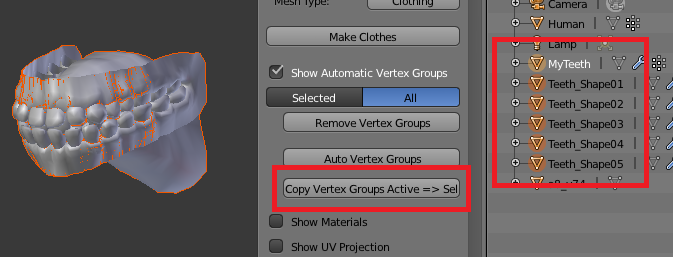 Mesh Type:
Clothing
Make Clothes
Show Automatic Vertex Groups
Selected
All
Remove Vertex Groups
Auto Vertex Groups
Copy Vertex Groups Active => Sel
Show Materials
Show UV Projection
Camera
Human
Lamp
MyTeeth
Teeth_Shape01
Teeth_Shape02
Teeth_Shape03
Teeth_Shape04
Teeth_Shape05